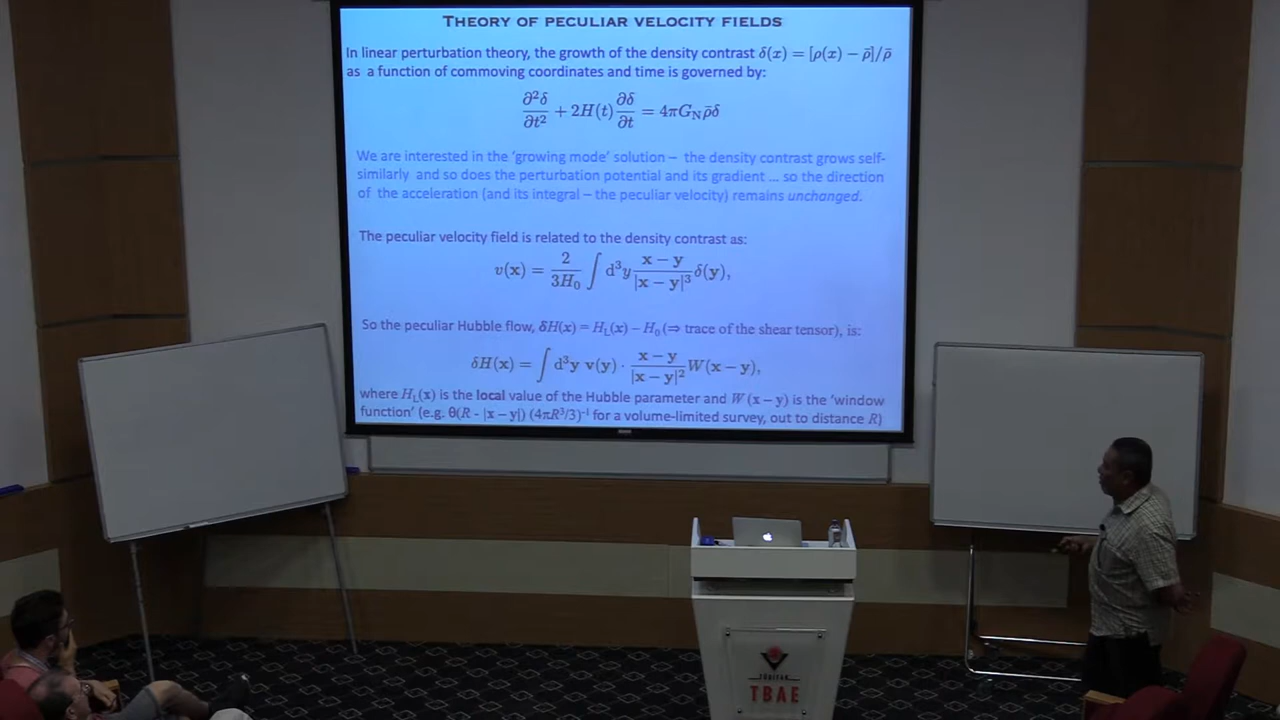 THEORY OF PECULIAR VELOCITY FIELDS
In linear perturbation theory, the growth of the density contrast δ(x) = [ρ(x) − ρ̄]/ρ̄
as a function of commoving coordinates and time is governed by:
∂²δ/∂t² + 2H(t) ∂δ/∂t = 4πG_N ρ̄δ
We are interested in the 'growing mode' solution – the density contrast grows self-
similarly and so does the perturbation potential and its gradient ... so the direction
of the acceleration (and its integral – the peculiar velocity) remains unchanged.
The peculiar velocity field is related to the density contrast as:
v(x) = 2/3H₀ ∫ d³y (x − y)/|x − y|³ δ(y),
So the peculiar Hubble flow, δH(x) = H_L(x) − H₀ (⇒ trace of the shear tensor), is:
δH(x) = ∫ d³y v(y) · (x − y)/|x − y|² W(x − y),
where H_L(x) is the local value of the Hubble parameter and W(x − y) is the 'window
function' (e.g. θ(R - |x − y|) (4πR³/3)⁻¹ for a volume-limited survey, out to distance R)
TÜBİTAK
TBAE